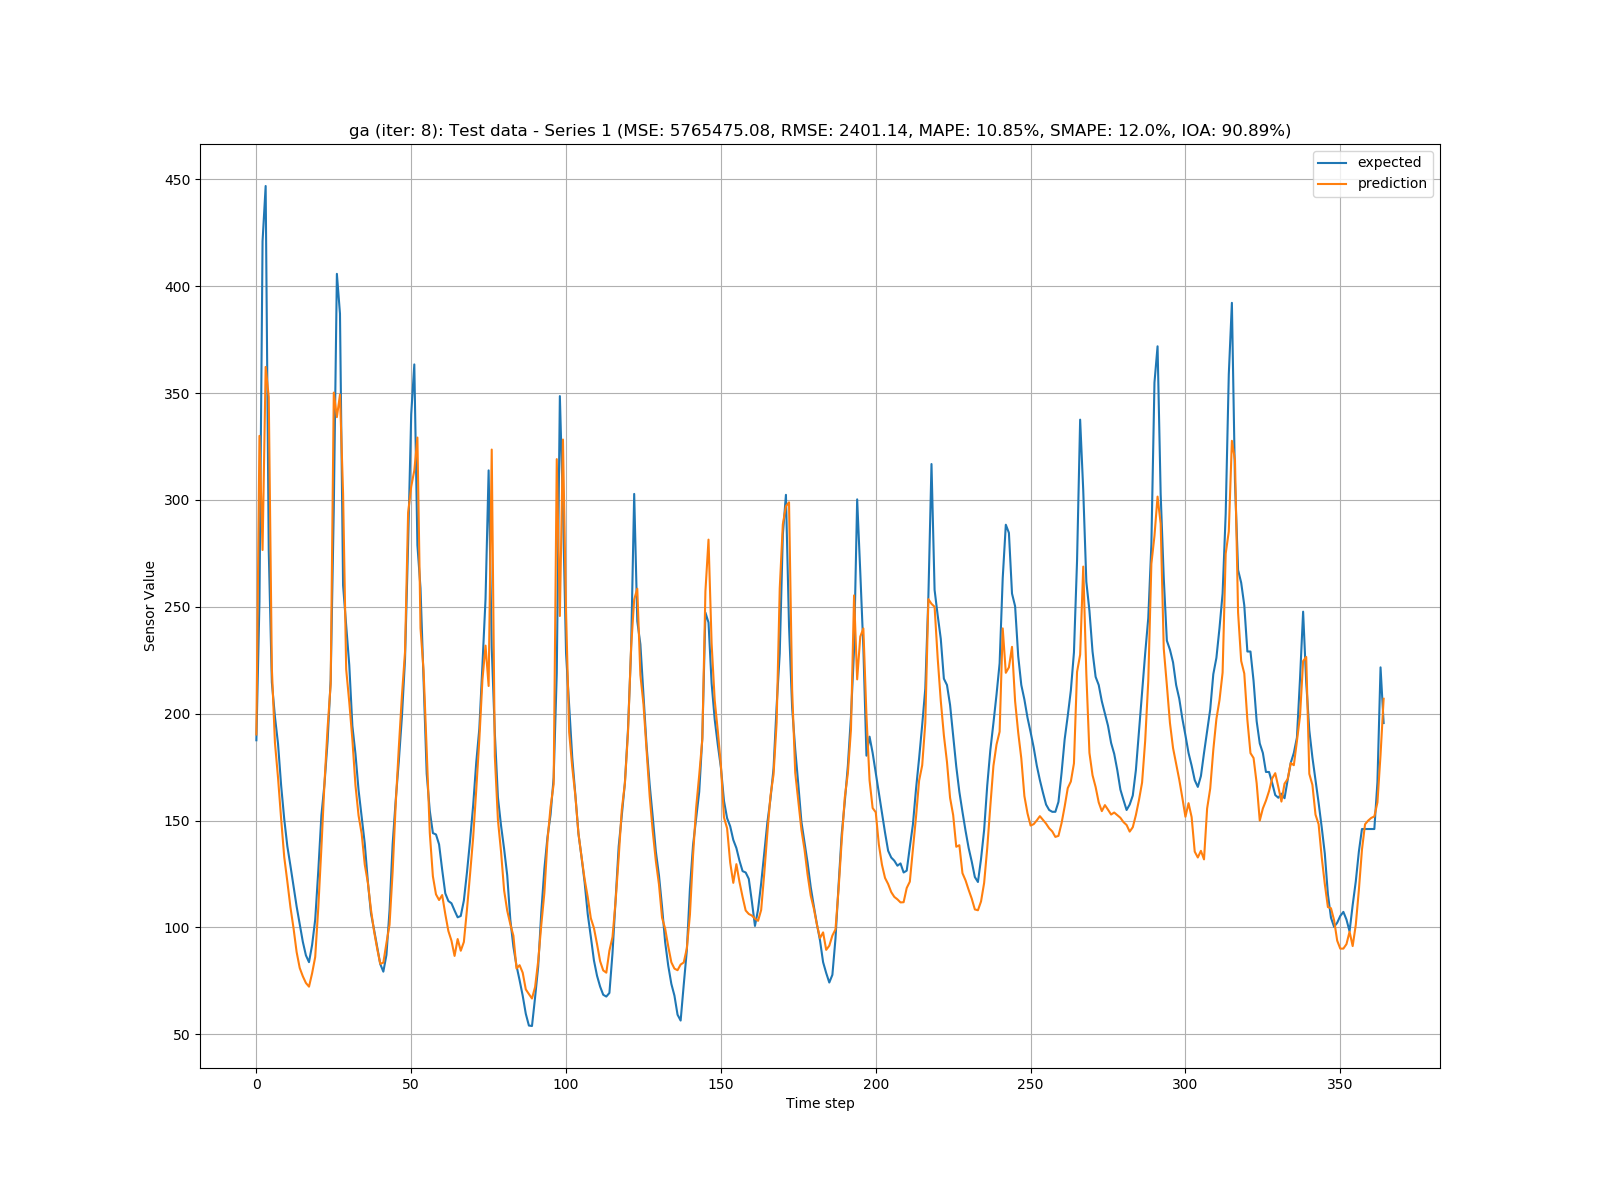 ga (iter: 8): Test data - Series 1 (MSE: 5765475.08, RMSE: 2401.14, MAPE: 10.85%, SMAPE: 12.0%, IOA: 90.89%)
expected
prediction
450
400
350
300
250
200
150
100
50
Sensor Value
0 50 100 150 200 250 300 350
Time step